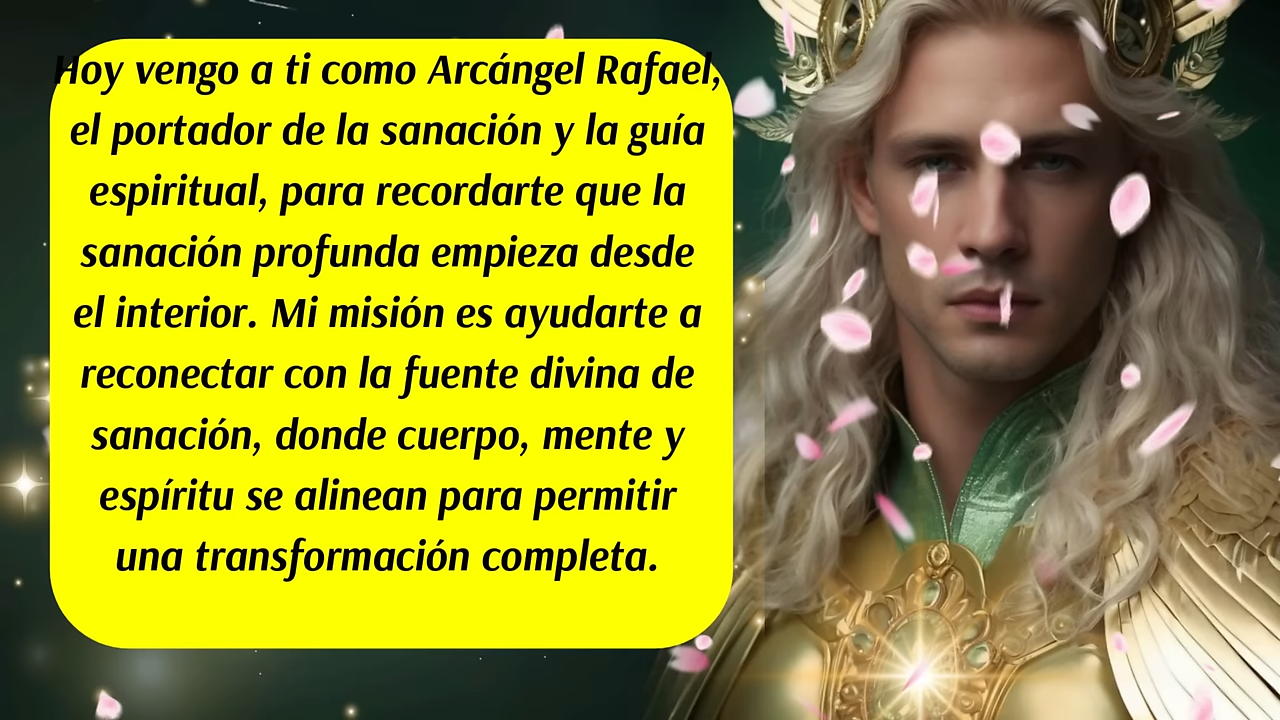 Hoy vengo a ti como Arcángel Rafael,
el portador de la sanación y la guía
espiritual, para recordarte que la
sanación profunda empieza desde
el interior. Mi misión es ayudarte a
reconectar con la fuente divina de
sanación, donde cuerpo, mente y
espíritu se alinean para permitir
una transformación completa.